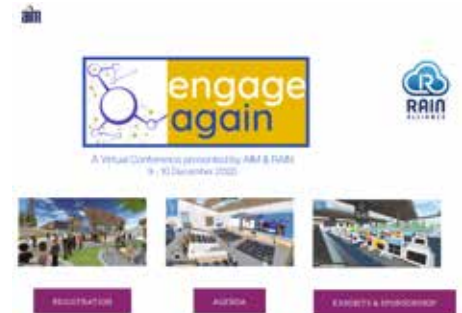 aim
engage
again
RAIN
ALLIANCE
A Virtual Conference presented by AIM & RAIN
9 - 10 December 2020
REGISTRATION
AGENDA
EXHIBITS & SPONSORSHIP